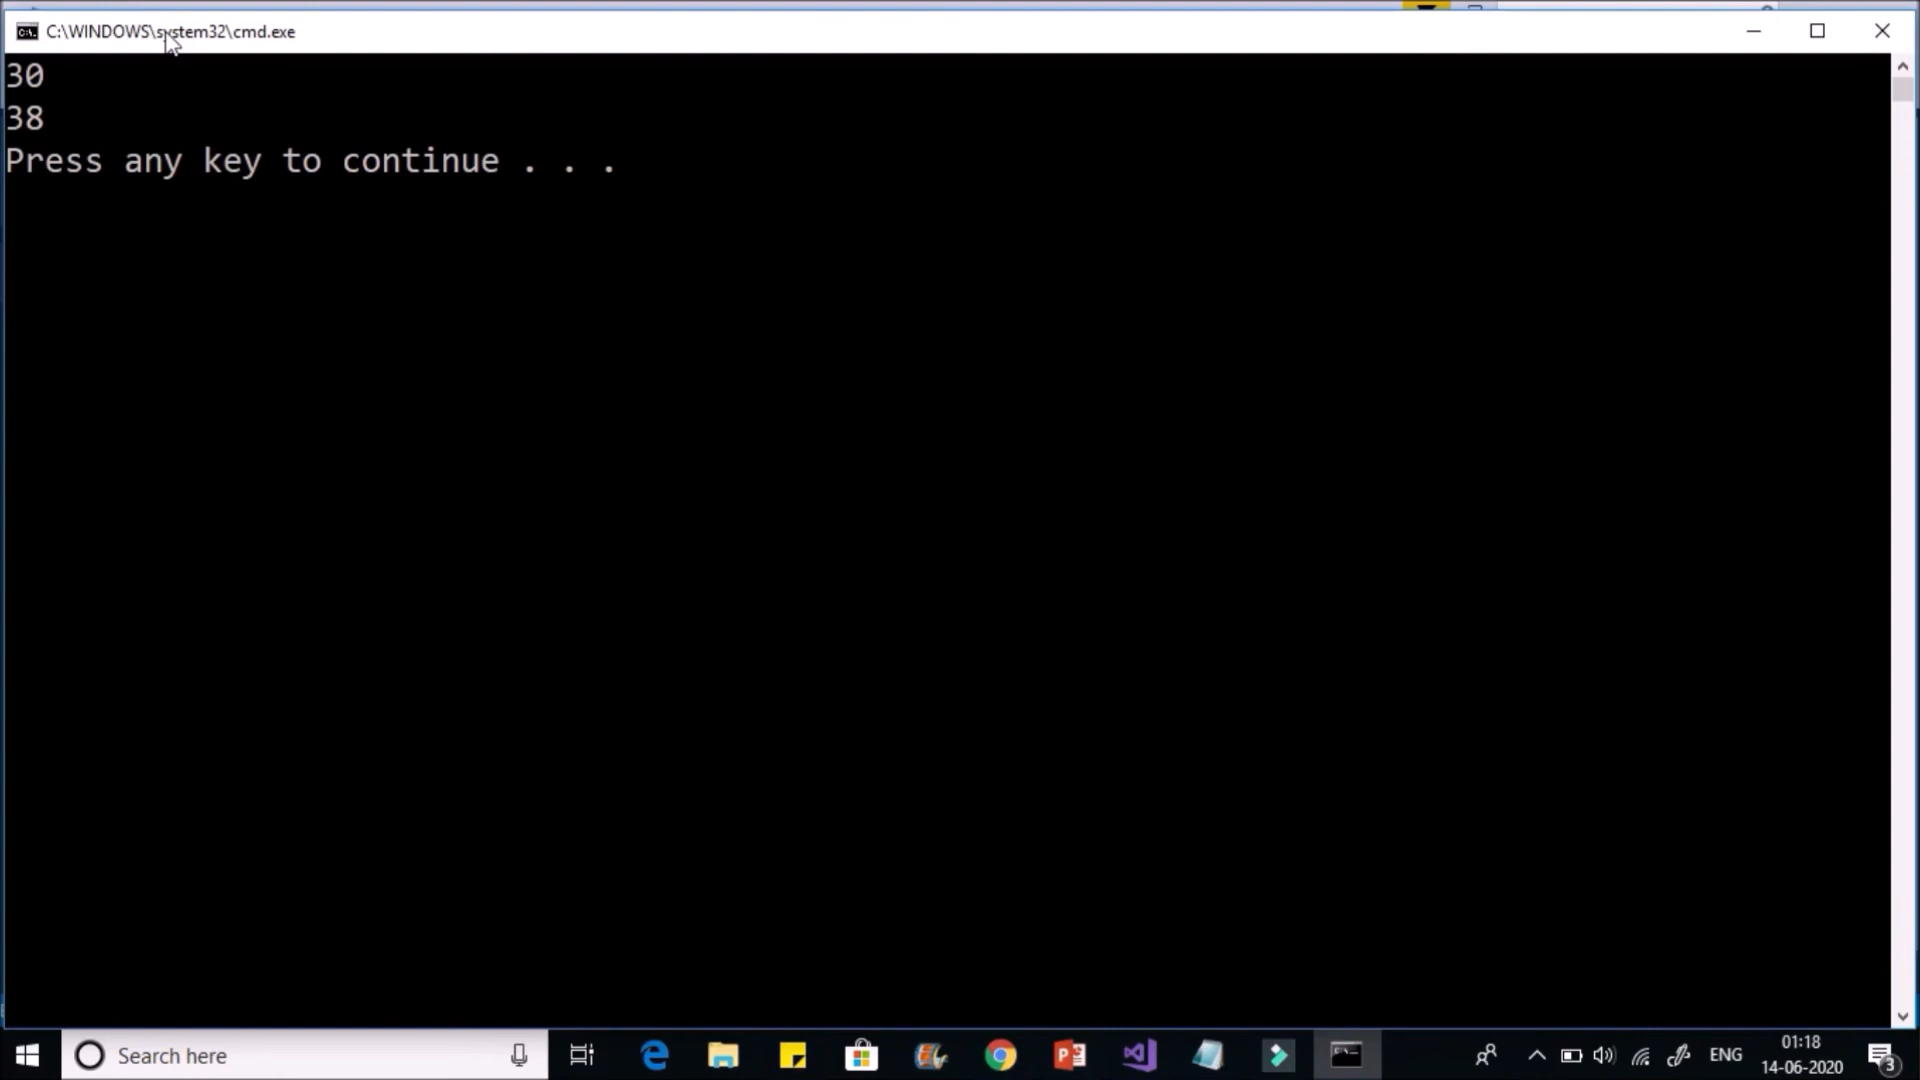 C:\WINDOWS\system32\cmd.exe
30
38
Press any key to continue . . .
Search here
ENG
01:18
14-06-2020
3